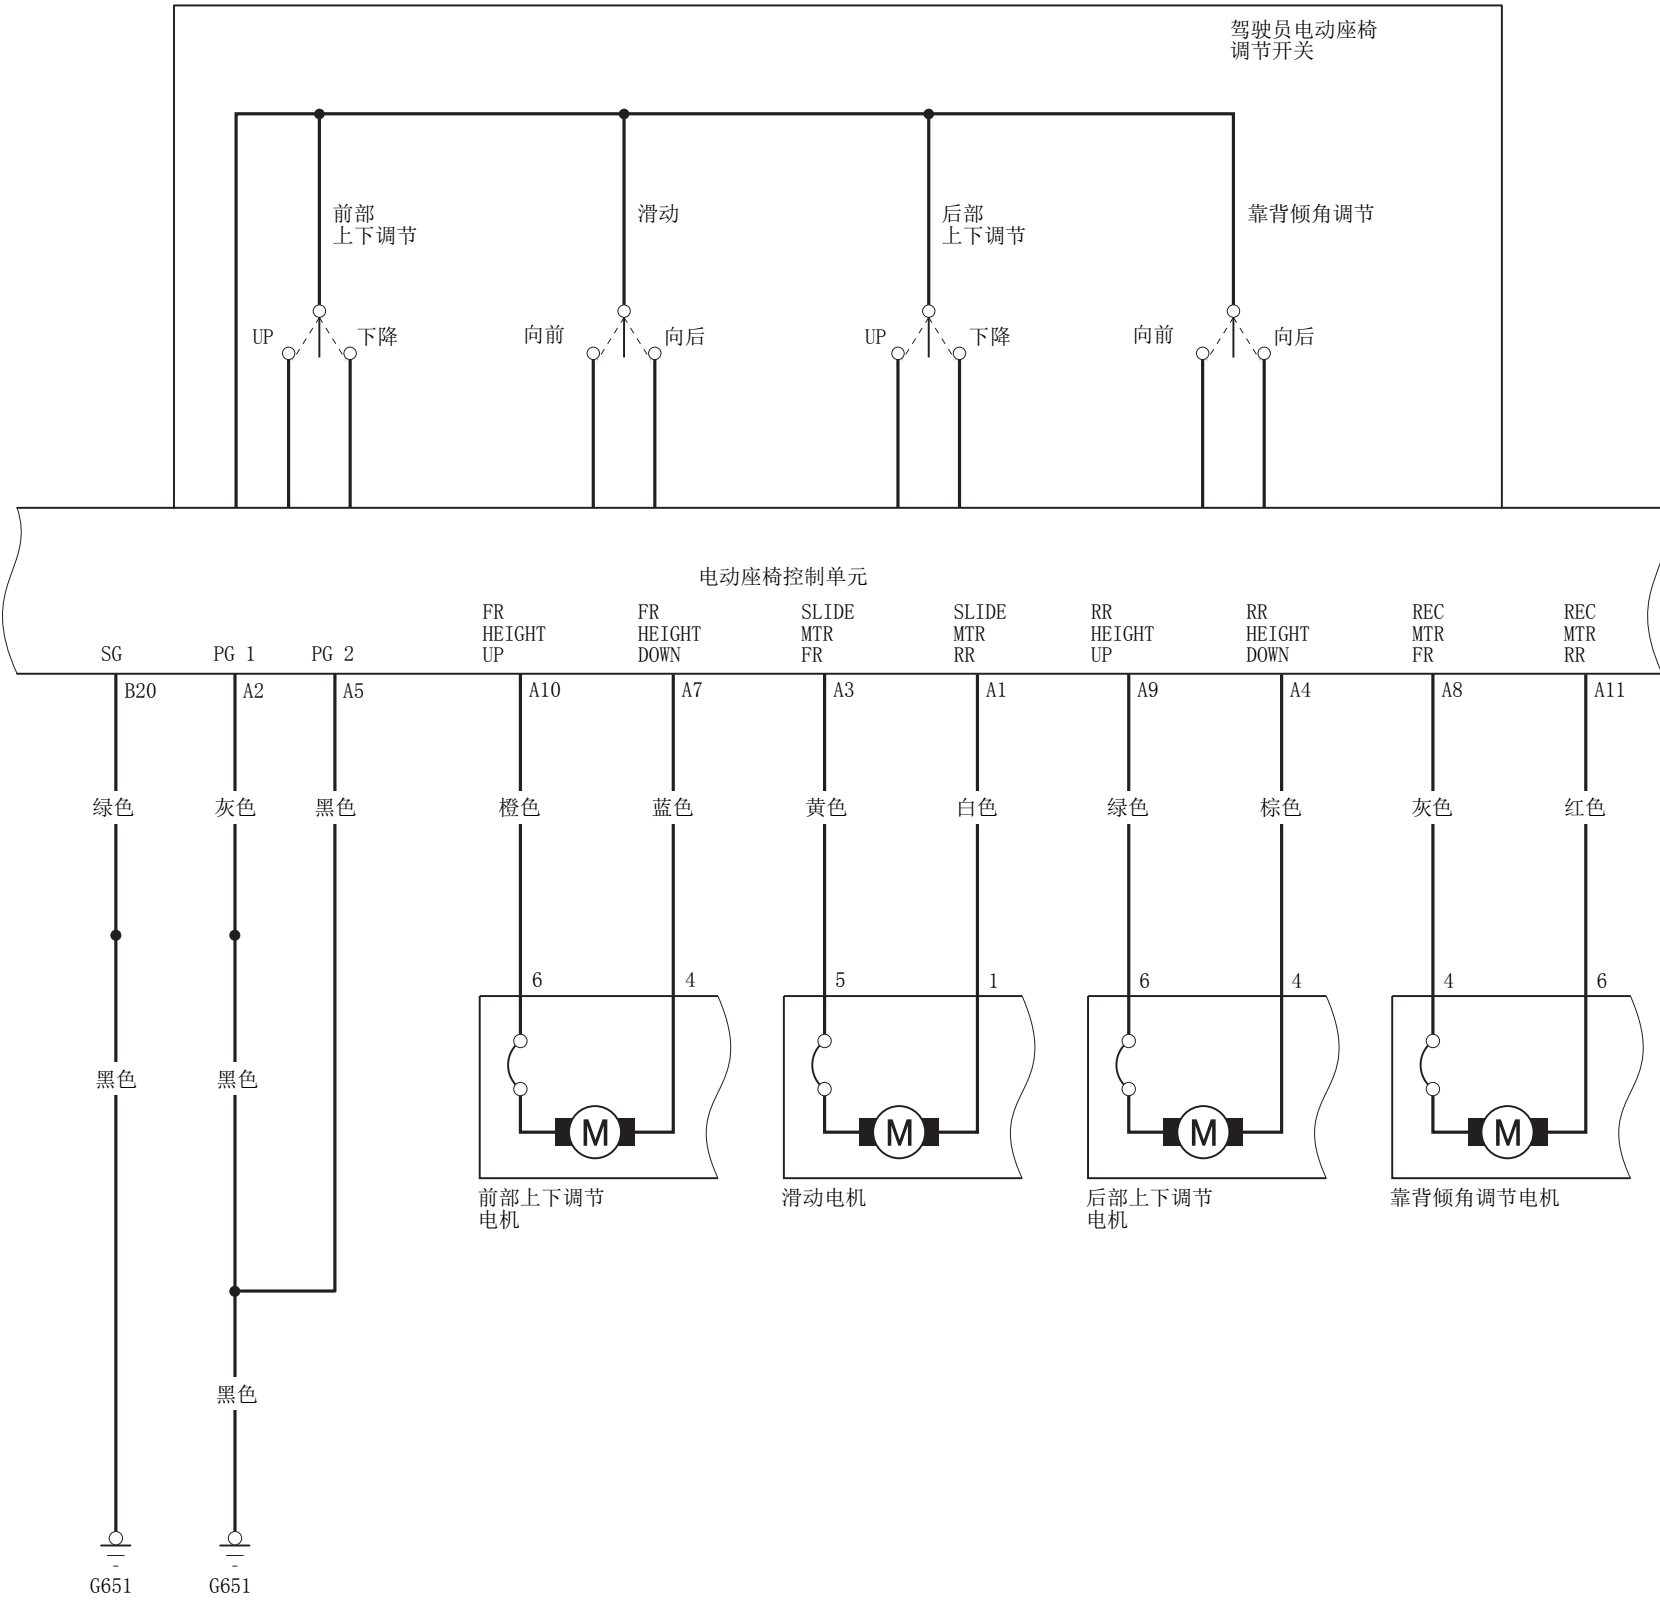 驾驶员电动座椅
调节开关
前部
上下调节
滑动
后部
上下调节
靠背倾角调节
UP
下降
向前
向后
UP
下降
向前
向后
电动座椅控制单元
SG
PG 1
PG 2
FR
HEIGHT
UP
FR
HEIGHT
DOWN
SLIDE
MTR
FR
SLIDE
MTR
RR
RR
HEIGHT
UP
RR
HEIGHT
DOWN
REC
MTR
FR
REC
MTR
RR
B20
A2
A5
A10
A7
A3
A1
A9
A4
A8
A11
绿色
灰色
黑色
橙色
蓝色
黄色
白色
绿色
棕色
灰色
红色
6
4
5
1
6
4
4
6
黑色
黑色
M
M
M
M
前部上下调节
电机
滑动电机
后部上下调节
电机
靠背倾角调节电机
黑色
G651
G651